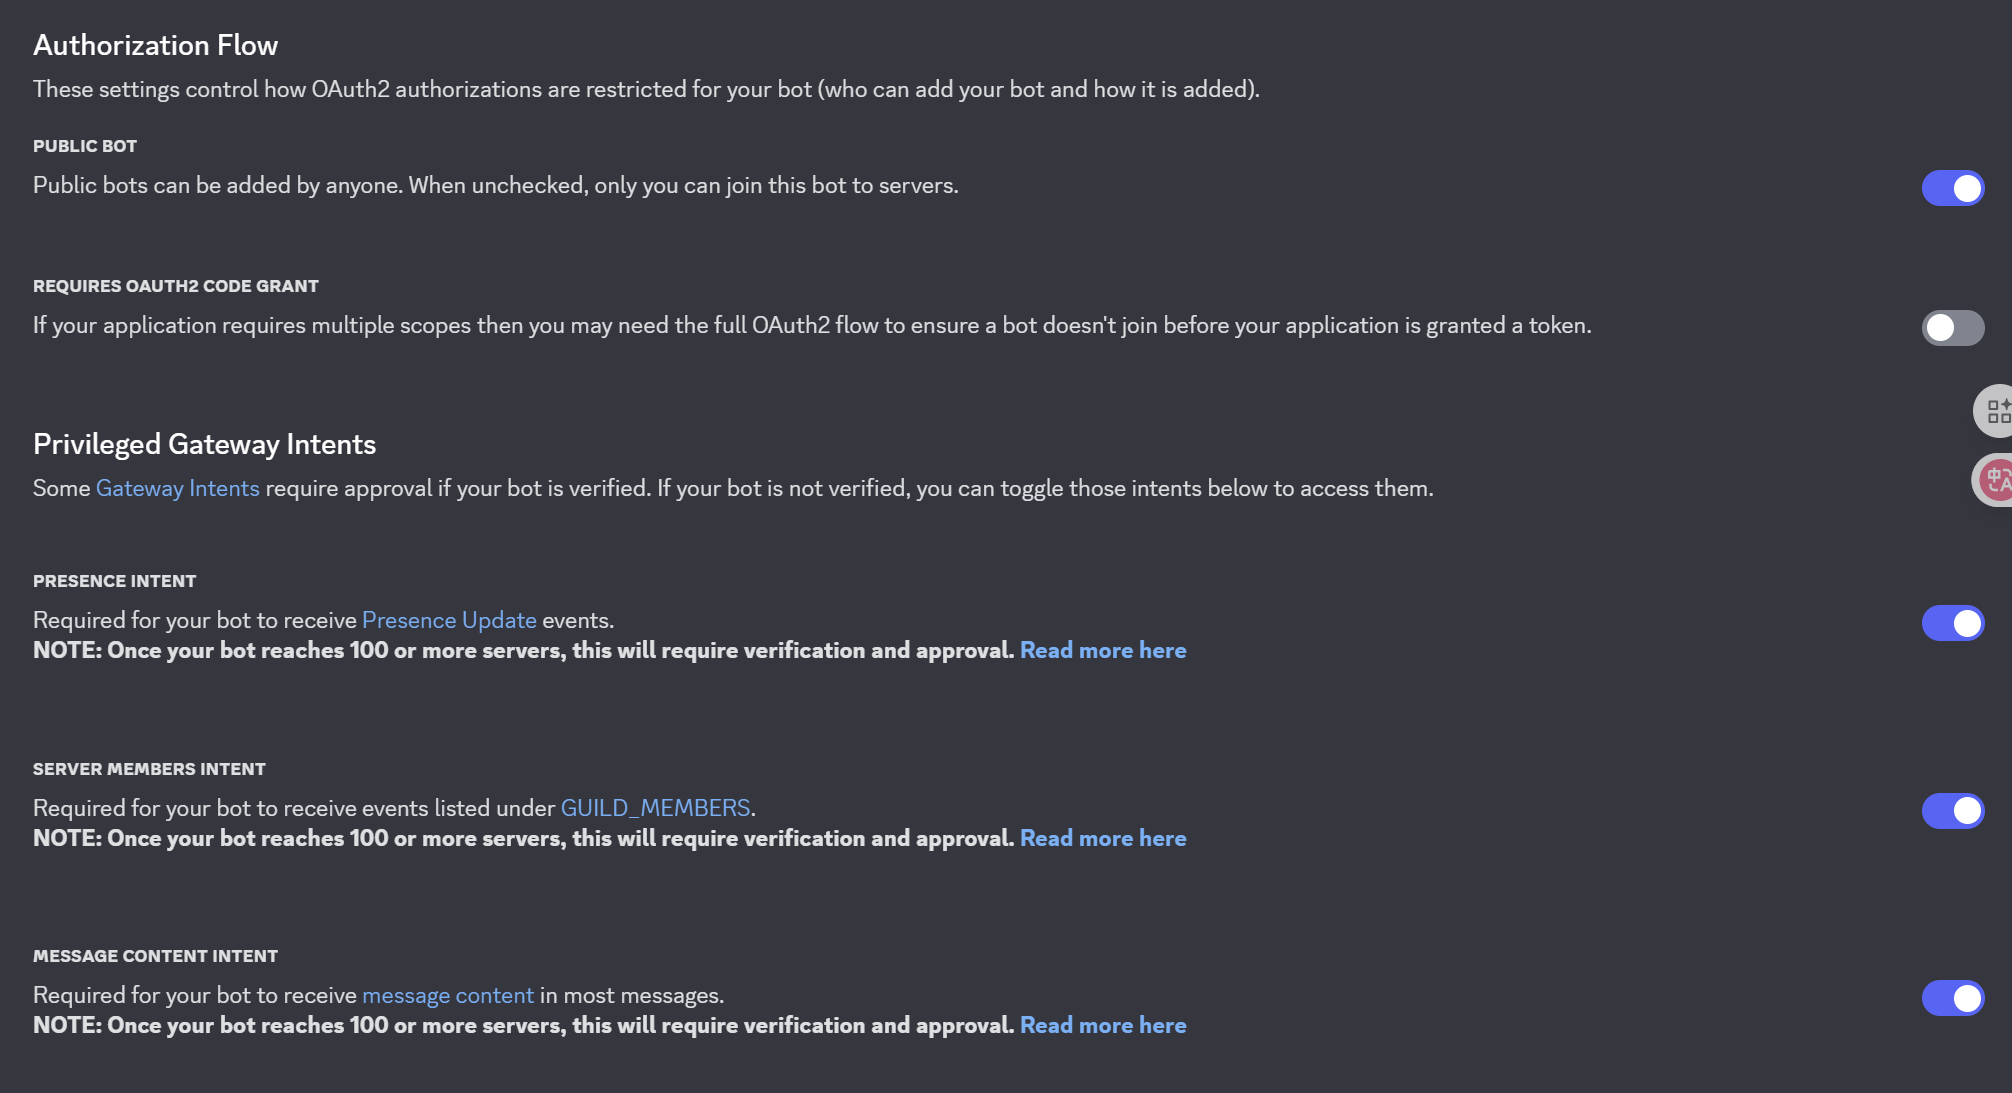 Authorization Flow
These settings control how OAuth2 authorizations are restricted for your bot (who can add your bot and how it is added).
PUBLIC BOT
Public bots can be added by anyone. When unchecked, only you can join this bot to servers.
REQUIRES OAUTH2 CODE GRANT
If your application requires multiple scopes then you may need the full OAuth2 flow to ensure a bot doesn't join before your application is granted a token.
Privileged Gateway Intents
Some Gateway Intents require approval if your bot is verified. If your bot is not verified, you can toggle those intents below to access them.
PRESENCE INTENT
Required for your bot to receive Presence Update events.
NOTE: Once your bot reaches 100 or more servers, this will require verification and approval. Read more here
SERVER MEMBERS INTENT
Required for your bot to receive events listed under GUILD_MEMBERS.
NOTE: Once your bot reaches 100 or more servers, this will require verification and approval. Read more here
MESSAGE CONTENT INTENT
Required for your bot to receive message content in most messages.
NOTE: Once your bot reaches 100 or more servers, this will require verification and approval. Read more here